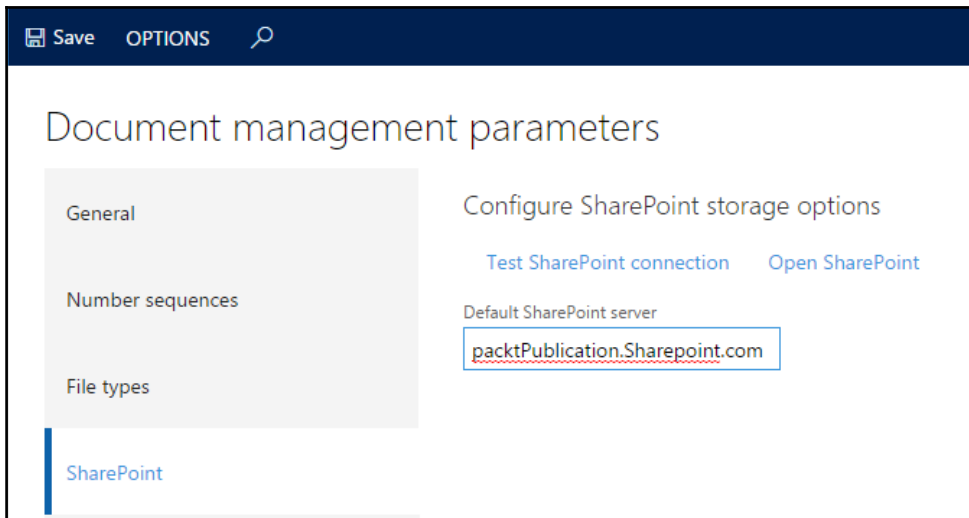 Save OPTIONS
Document management parameters
General
Number sequences
File types
SharePoint
Configure SharePoint storage options
Test SharePoint connection Open SharePoint
Default SharePoint server
packtPublication.Sharepoint.com